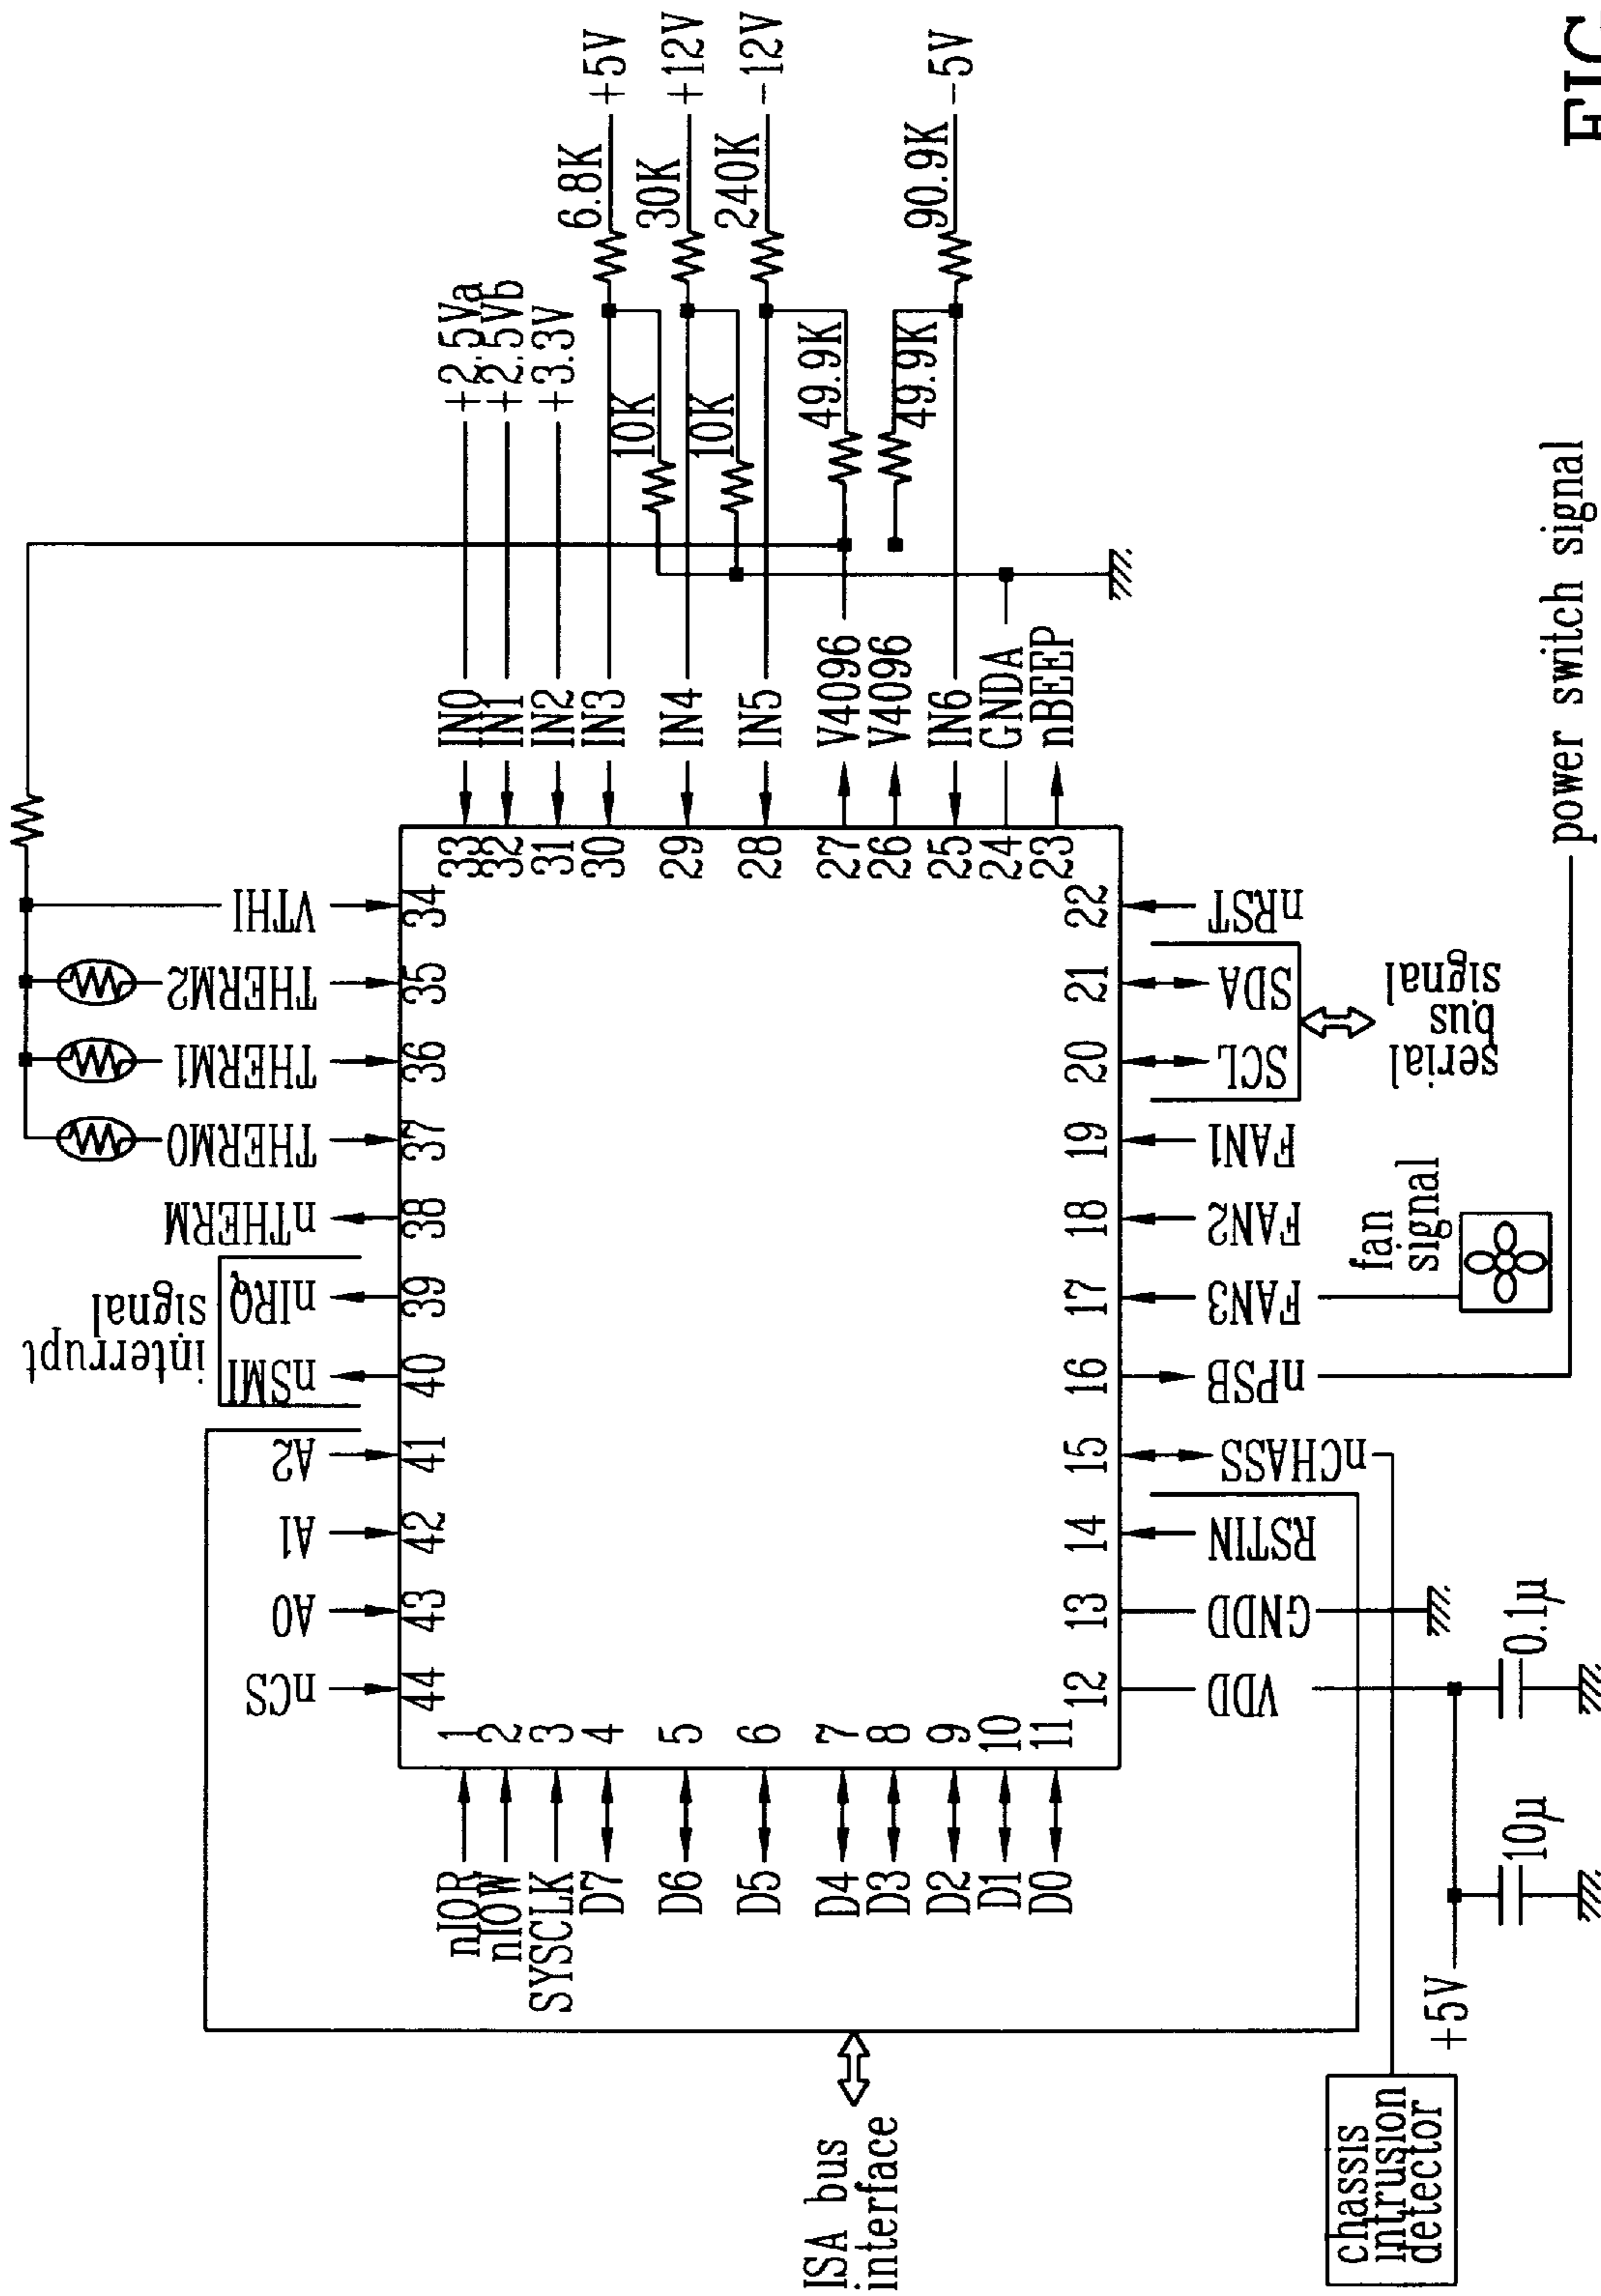 nIOR
nIOW
SYSCLK
D7
D6
D5
D4
D3
D2
D1
D0
1
2
3
4
5
6
7
8
9
10
11
ISA bus
interface
nCS
A0
A1
A2
nSMI
nIRQ
interrupt
signal
nTHERM
THERM0
THERM1
THERM2
VTHI
44
43
42
41
40
39
38
37
36
35
34
33
32
31
30
29
28
27
26
25
24
23
IN0
IN1
IN2
IN3
IN4
IN5
V4096
V4096
IN6
GNDA
nBEEP
+2.5Va
+2.5Vb
+3.3V
10K
10K
49.9K
49.9K
6.8K
30K
240K
90.9K
+5V
+12V
-12V
-5V
12
13
14
15
16
17
18
19
20
21
22
VDD
GNDD
RSTIN
nCHASS
nPSB
FAN3
FAN2
FAN1
SCL
SDA
nRST
fan
signal
serial
bus
signal
power switch signal
chassis
intrusion
detector
+5V
10μ
0.1μ